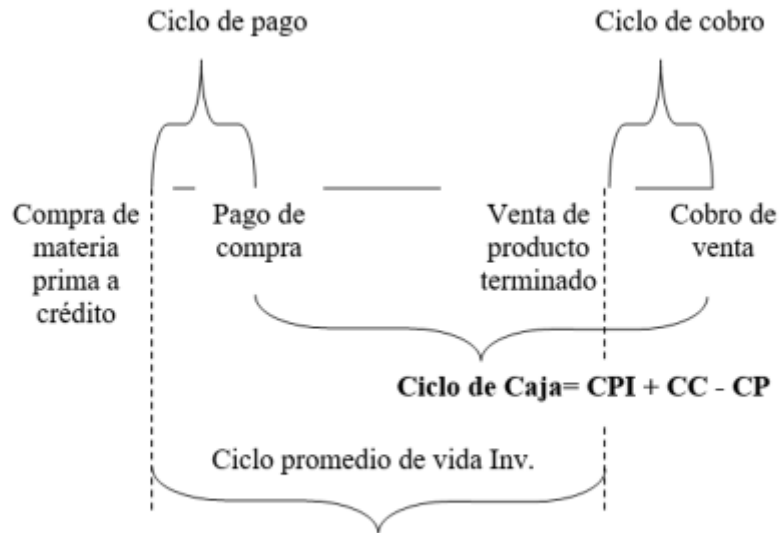 Ciclo de pago
Ciclo de cobro
Compra de
materia
prima a
crédito
Pago de
compra
Venta de
producto
terminado
Cobro de
venta
Ciclo de Caja= CPI + CC - CP
Ciclo promedio de vida Inv.